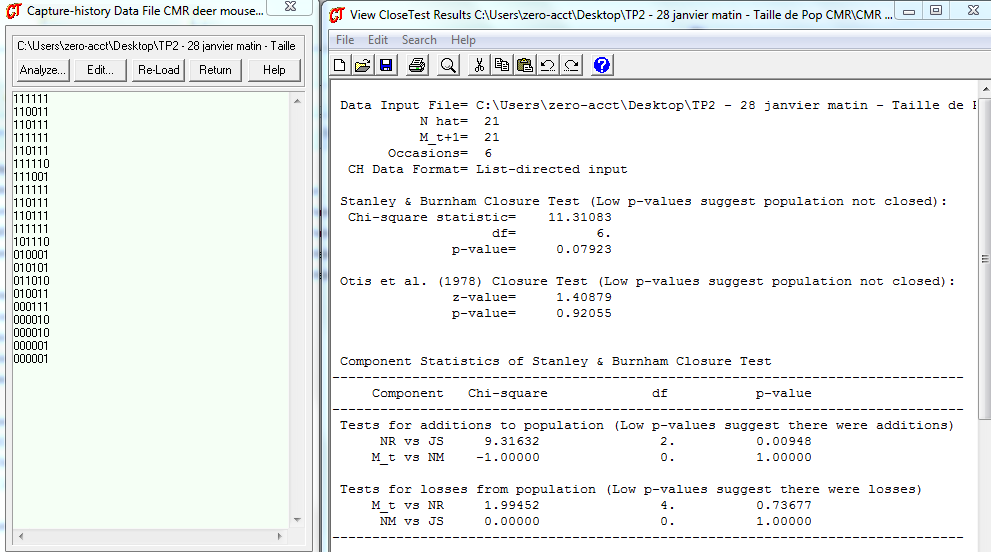 Capture-history Data File CMR deer mouse...
C:\Users\zero-acct\Desktop\TP2 - 28 janvier matin - Taille
Analyze... Edit... Re-Load Return Help
111111
110011
110111
111111
110111
111110
111001
111111
110111
110111
111111
101110
010001
010101
011010
010011
000111
000010
000010
000001
000001
View CloseTest Results C:\Users\zero-acct\Desktop\TP2 - 28 janvier matin - Taille de Pop CMR\CMR ...
File Edit Search Help
Data Input File= C:\Users\zero-acct\Desktop\TP2 - 28 janvier matin - Taille de
N hat= 21
M_t+1= 21
Occasions= 6
CH Data Format= List-directed input
Stanley & Burnham Closure Test (Low p-values suggest population not closed):
Chi-square statistic= 11.31083
df= 6.
p-value= 0.07923
Otis et al. (1978) Closure Test (Low p-values suggest population not closed):
z-value= 1.40879
p-value= 0.92055
Component Statistics of Stanley & Burnham Closure Test
Component Chi-square df p-value
Tests for additions to population (Low p-values suggest there were additions)
NR vs JS 9.31632 2. 0.00948
M_t vs NM -1.00000 0. 1.00000
Tests for losses from population (Low p-values suggest there were losses)
M_t vs NR 1.99452 4. 0.73677
NM vs JS 0.00000 0. 1.00000